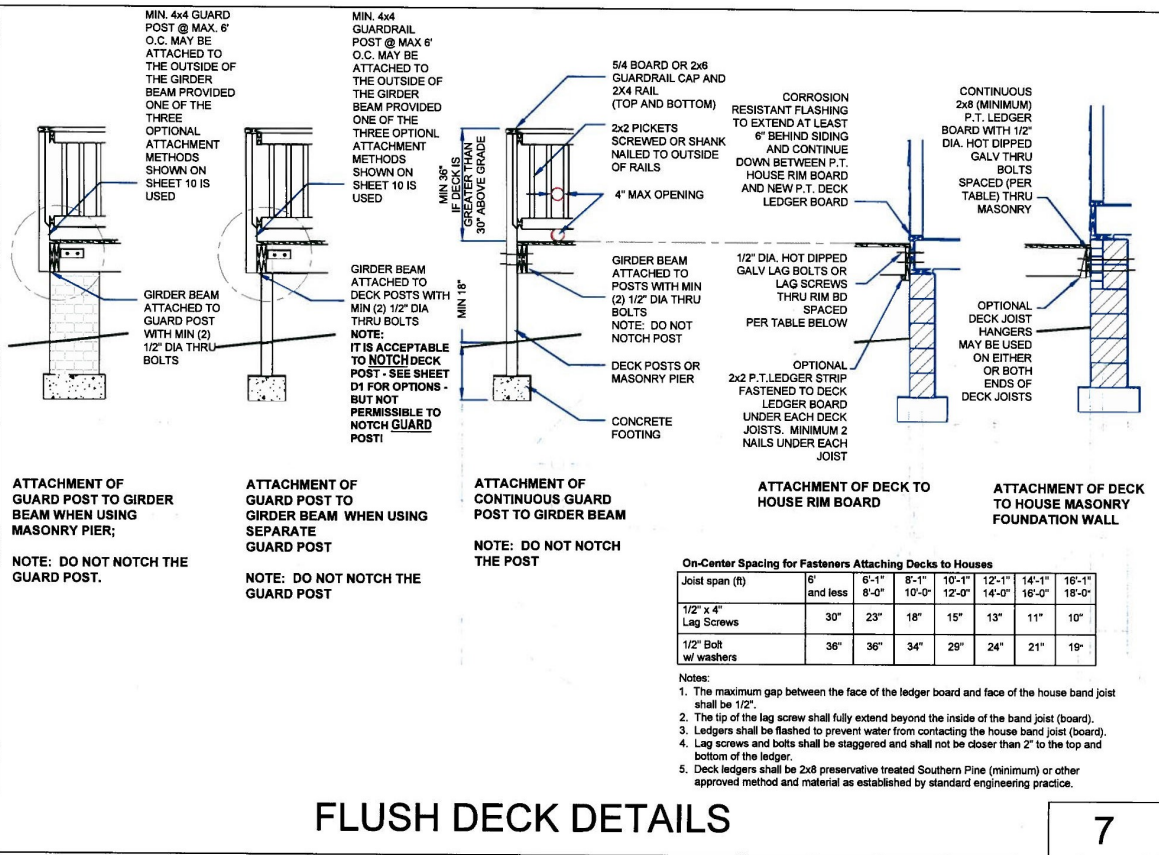 MIN. 4x4 GUARD
POST @ MAX. 6'
O.C. MAY BE
ATTACHED TO
THE OUTSIDE OF
THE GIRDER
BEAM PROVIDED
ONE OF THE
THREE
OPTIONAL
ATTACHMENT
METHODS
SHOWN ON
SHEET 10 IS
USED
GIRDER BEAM
ATTACHED TO
GUARD POST
WITH MIN (2)
1/2" DIA THRU
BOLTS
MIN. 4x4
GUARDRAIL
POST @ MAX 6'
O.C. MAY BE
ATTACHED TO
THE OUTSIDE OF
THE GIRDER
BEAM PROVIDED
ONE OF THE
THREE OPTIONL
ATTACHMENT
METHODS
SHOWN ON
SHEET 10 IS
USED
GIRDER BEAM
ATTACHED TO
DECK POSTS WITH
MIN (2) 1/2" DIA
THRU BOLTS
NOTE:
IT IS ACCEPTABLE
TO NOTCH DECK
POST - SEE SHEET
D1 FOR OPTIONS -
BUT NOT
PERMISSIBLE TO
NOTCH GUARD
POST!
MIN 36"
IF DECK IS
GREATER THAN
30" ABOVE GRADE
MIN 18"
5/4 BOARD OR 2x6
GUARDRAIL CAP AND
2X4 RAIL
(TOP AND BOTTOM)
2x2 PICKETS
SCREWED OR SHANK
NAILED TO OUTSIDE
OF RAILS
4" MAX OPENING
GIRDER BEAM
ATTACHED TO
POSTS WITH MIN
(2) 1/2" DIA THRU
BOLTS
NOTE: DO NOT
NOTCH POST
DECK POSTS OR
MASONRY PIER
CONCRETE
FOOTING
CORROSION
RESISTANT FLASHING
TO EXTEND AT LEAST
6" BEHIND SIDING
AND CONTINUE
DOWN BETWEEN P.T.
HOUSE RIM BOARD
AND NEW P.T. DECK
LEDGER BOARD
1/2" DIA. HOT DIPPED
GALV LAG BOLTS OR
LAG SCREWS
THRU RIM BD
SPACED
PER TABLE BELOW
OPTIONAL
2x2 P.T.LEDGER STRIP
FASTENED TO DECK
LEDGER BOARD
UNDER EACH DECK
JOISTS. MINIMUM 2
NAILS UNDER EACH
JOIST
CONTINUOUS
2x8 (MINIMUM)
P.T. LEDGER
BOARD WITH 1/2"
DIA. HOT DIPPED
GALV THRU
BOLTS
SPACED (PER
TABLE) THRU
MASONRY
OPTIONAL
DECK JOIST
HANGERS
MAY BE USED
ON EITHER
OR BOTH
ENDS OF
DECK JOISTS
ATTACHMENT OF
GUARD POST TO GIRDER
BEAM WHEN USING
MASONRY PIER;
NOTE: DO NOT NOTCH THE
GUARD POST.
ATTACHMENT OF
GUARD POST TO
GIRDER BEAM WHEN USING
SEPARATE
GUARD POST
NOTE: DO NOT NOTCH THE
GUARD POST
ATTACHMENT OF
CONTINUOUS GUARD
POST TO GIRDER BEAM
NOTE: DO NOT NOTCH
THE POST
ATTACHMENT OF DECK TO
HOUSE RIM BOARD
ATTACHMENT OF DECK
TO HOUSE MASONRY
FOUNDATION WALL
On-Center Spacing for Fasteners Attaching Decks to Houses
Joist span (ft) 6' and less 6'-1" 8'-0" 8'-1" 10'-0" 10'-1" 12'-0" 12'-1" 14'-0" 14'-1" 16'-0" 16'-1" 18'-0"
1/2" x 4" Lag Screws 30" 23" 18" 15" 13" 11" 10"
1/2" Bolt w/ washers 36" 36" 34" 29" 24" 21" 19"
Notes:
1. The maximum gap between the face of the ledger board and face of the house band joist
shall be 1/2".
2. The tip of the lag screw shall fully extend beyond the inside of the band joist (board).
3. Ledgers shall be flashed to prevent water from contacting the house band joist (board).
4. Lag screws and bolts shall be staggered and shall not be closer than 2" to the top and
bottom of the ledger.
5. Deck ledgers shall be 2x8 preservative treated Southern Pine (minimum) or other
approved method and material as established by standard engineering practice.
FLUSH DECK DETAILS
7